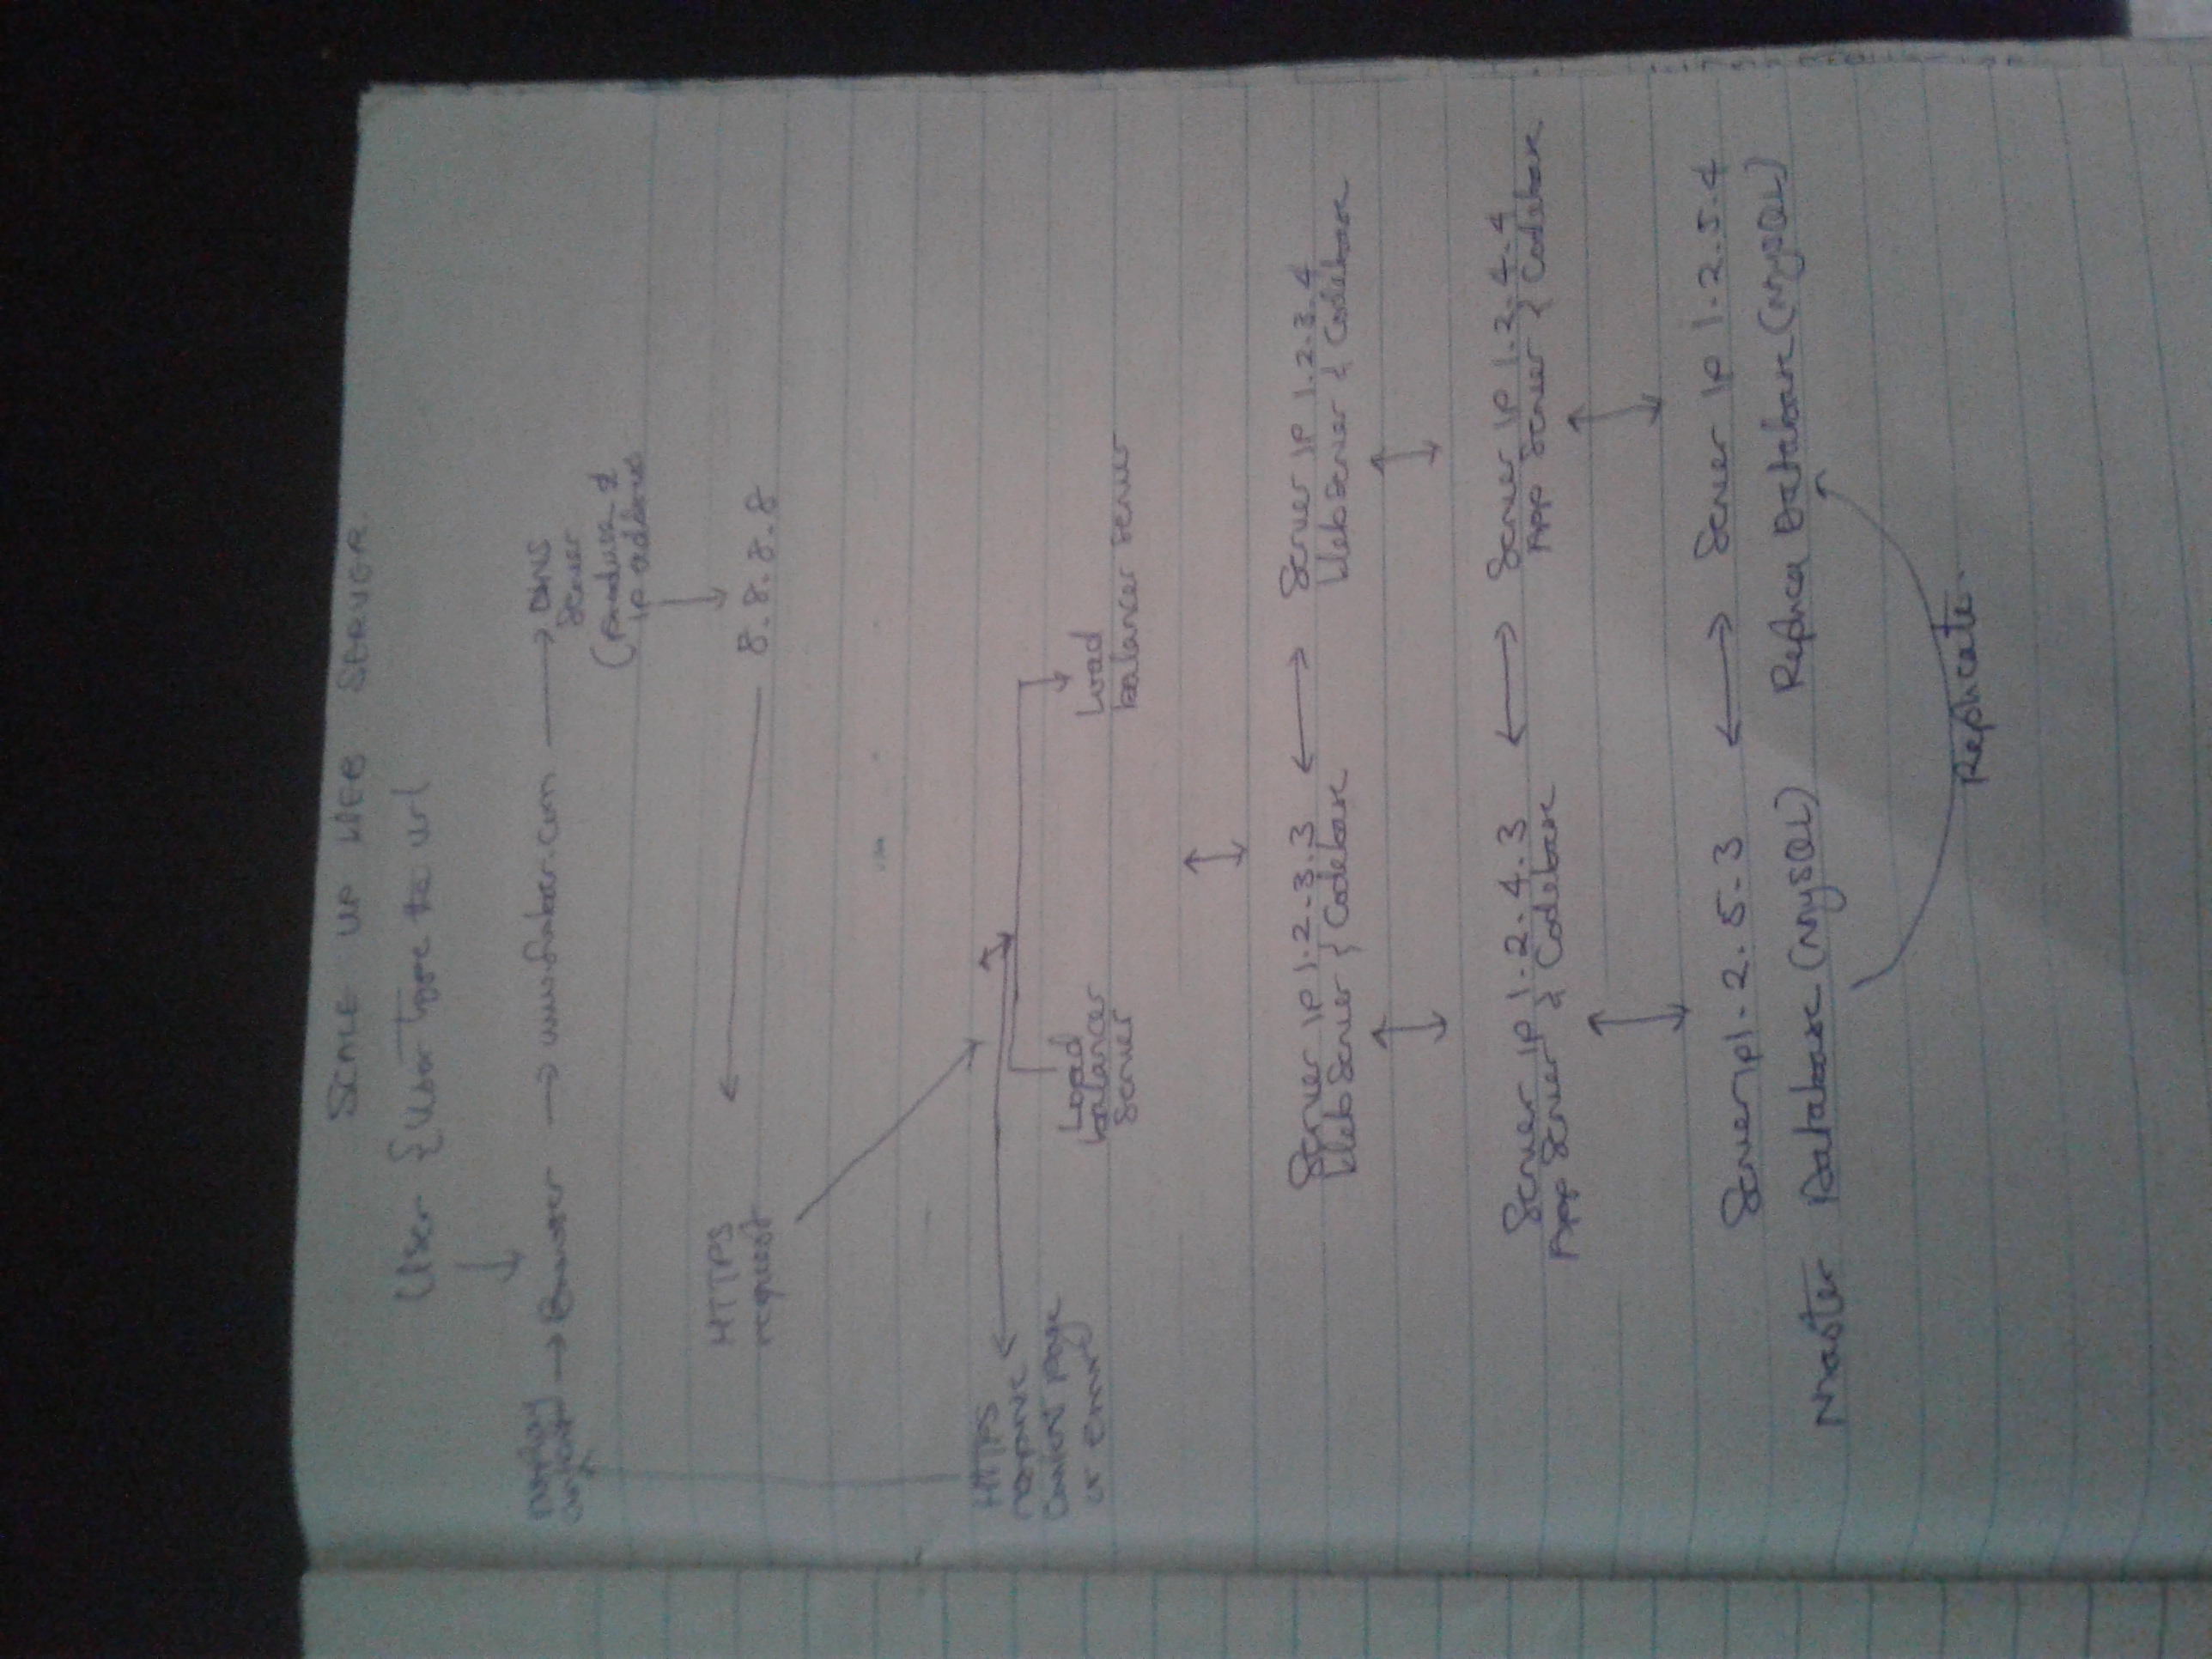 SCALE UP WEB SERVER
User { User type the url
Display
content → Browser → www.foobar.com → DNS
Server
(produce
ip address
HTTPS
request
8.8.8.8
HTTPS
response
Content page
or error
Load
balancer
Server
Load
balancer server
Server ip 1.2.3.3
Web Server & Codebase
Server ip 1.2.3.4
Web Server & Codebase
Server ip 1.2.4.3
App Server & Codebase
Server ip 1.2.4.4
App Server & Codebase
Server ip 1.2.5.3
Master Database (MySQL)
Server ip 1.2.5.4
Replica Database (MySQL)
Replicate.